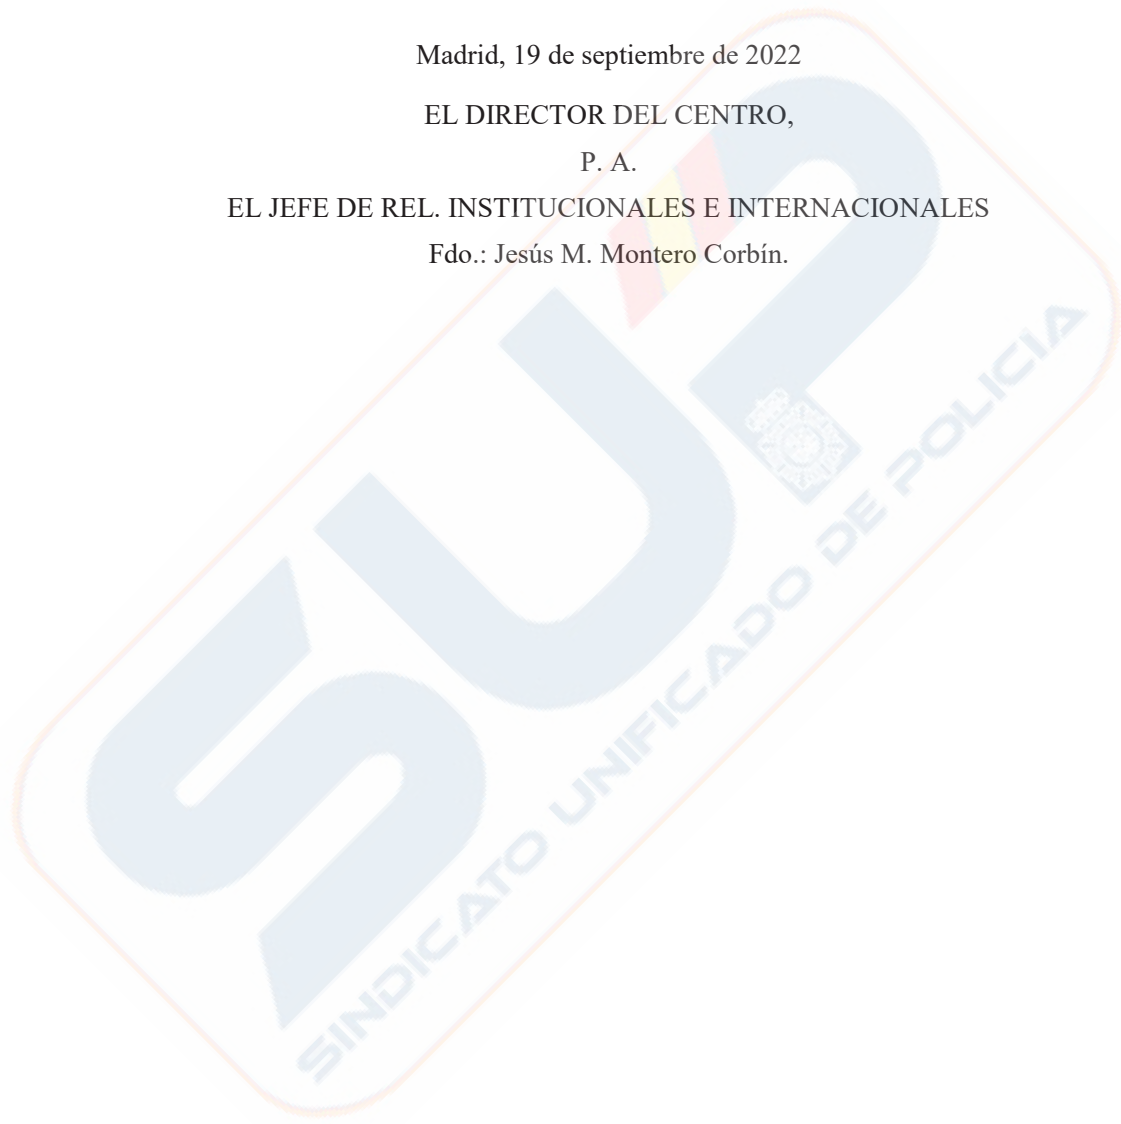 Madrid, 19 de septiembre de 2022
EL DIRECTOR DEL CENTRO,
P. A.
EL JEFE DE REL. INSTITUCIONALES E INTERNACIONALES
Fdo.: Jesús M. Montero Corbín.
SUP
SINDICATO UNIFICADO DE POLICIA